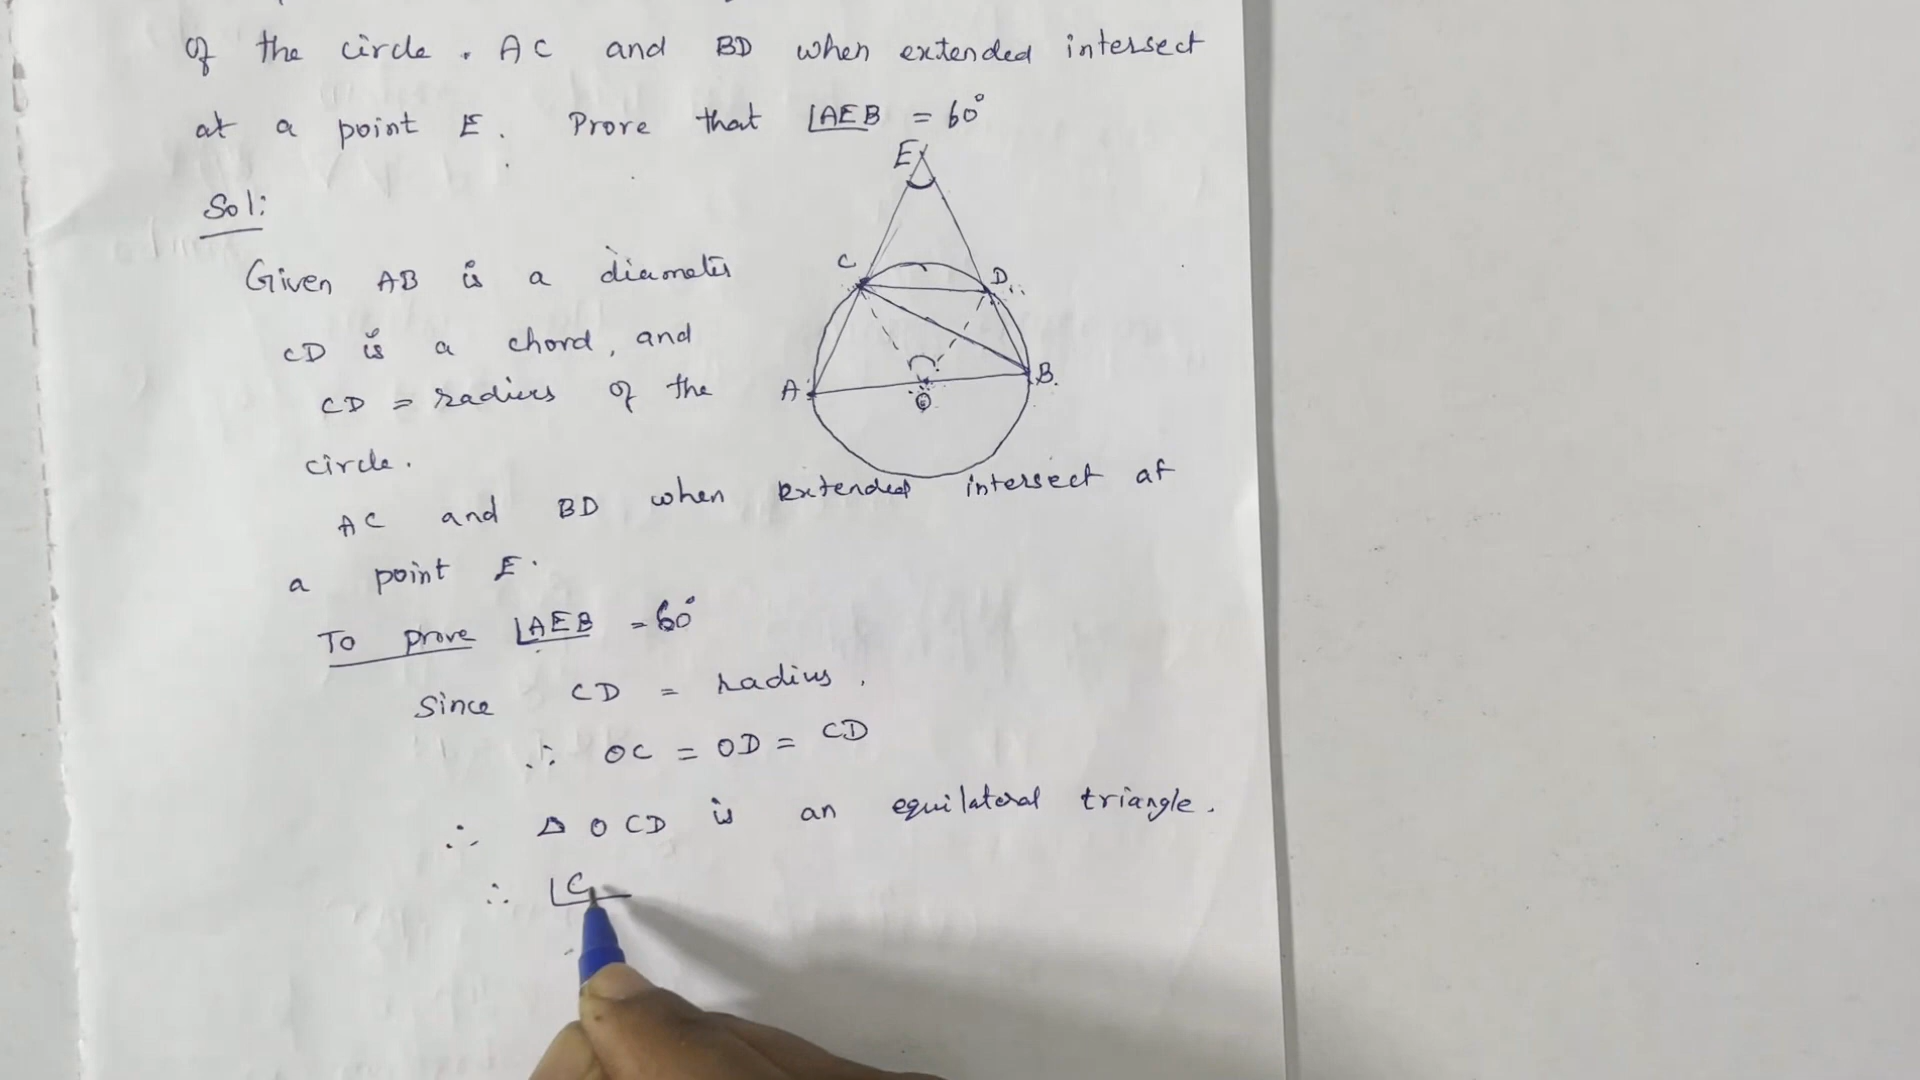 of the circle. AC and BD when extended intersect
at a point E. Prove that ∠AEB = 60°
Sol:
E
Given AB is a diameter
C
D
CD is a chord, and
CD = radius of the
A
B
O
circle.
AC and BD when extended intersect at
a point E.
To prove ∠AEB = 60°
Since CD = radius.
∴ OC = OD = CD
∴ △ OCD is an equilateral triangle.
∴ ∠C